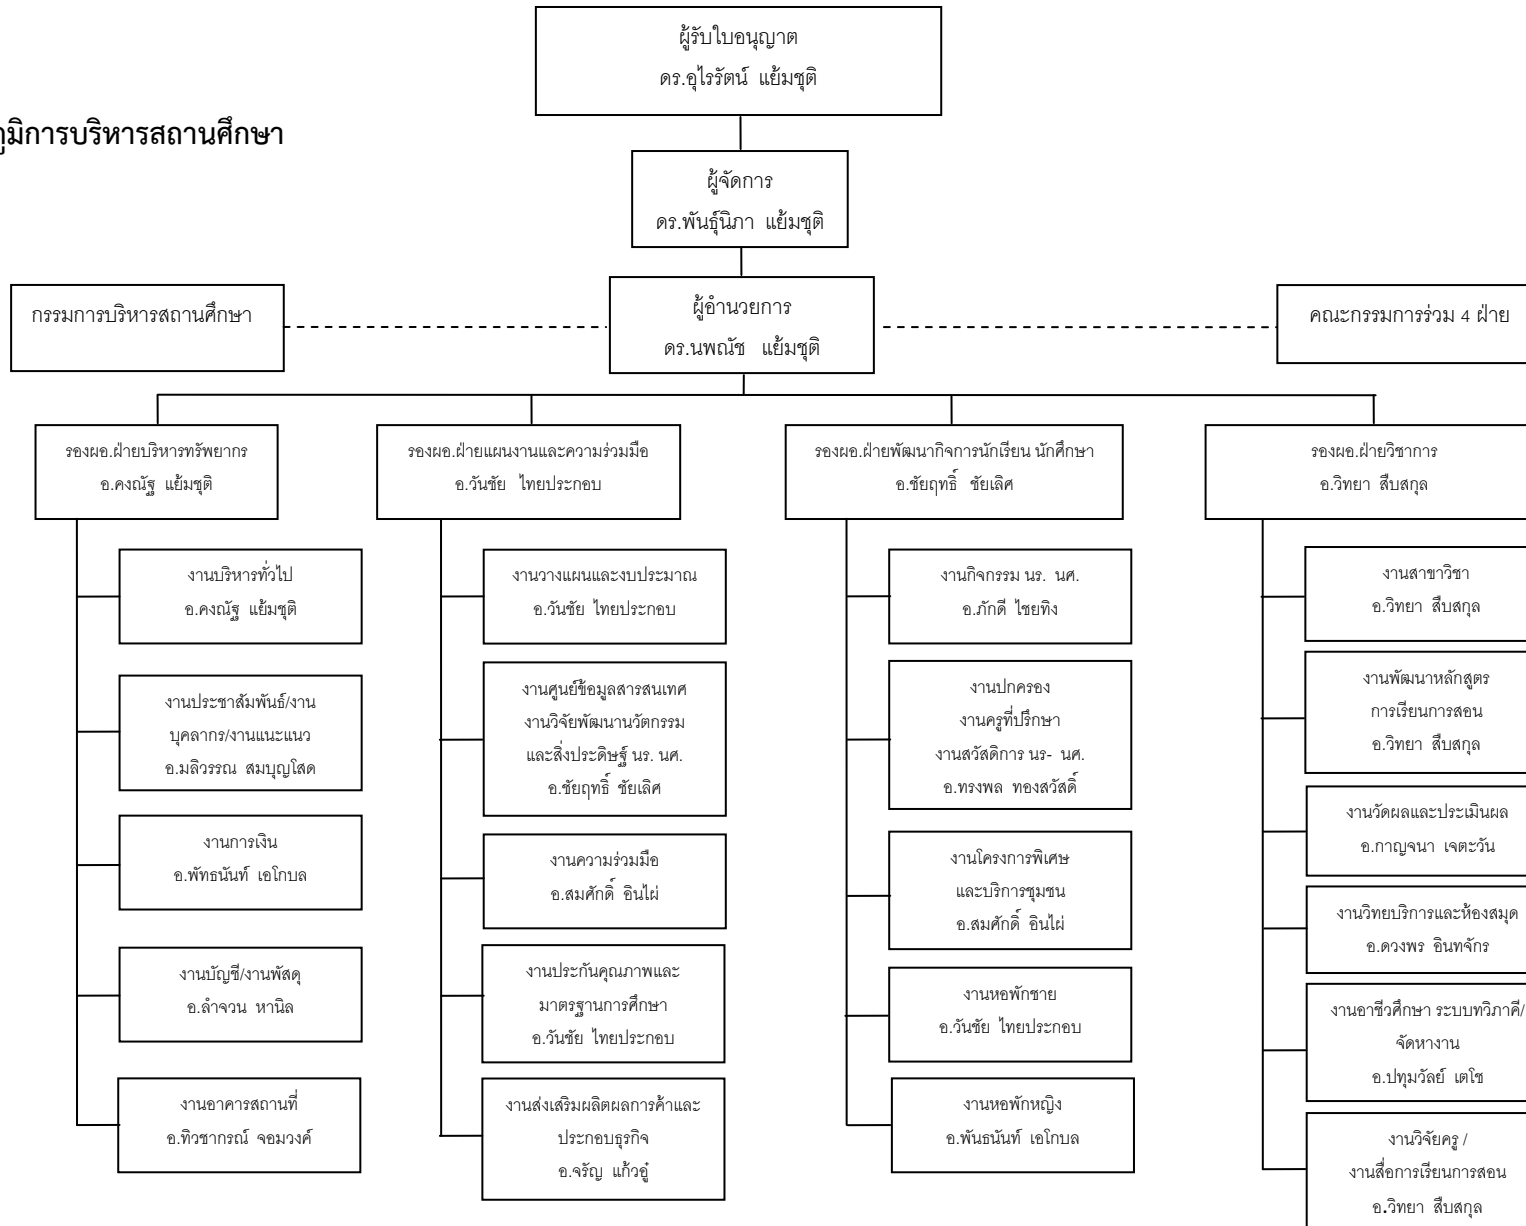 ผู้รับใบอนุญาต
ดร.อุไรรัตน์ แย้มชุติ
ภูมิการบริหารสถานศึกษา
ผู้จัดการ
ดร.พันธุ์นิภา แย้มชุติ
กรรมการบริหารสถานศึกษา
ผู้อำนวยการ
ดร.นพณัช แย้มชุติ
คณะกรรมการร่วม 4 ฝ่าย
รองผอ.ฝ่ายบริหารทรัพยากร
อ.คงณัฐ แย้มชุติ
รองผอ.ฝ่ายแผนงานและความร่วมมือ
อ.วันชัย ไทยประกอบ
รองผอ.ฝ่ายพัฒนากิจการนักเรียน นักศึกษา
อ.ชัยฤทธิ์ ชัยเลิศ
รองผอ.ฝ่ายวิชาการ
อ.วิทยา สืบสกุล
งานบริหารทั่วไป
อ.คงณัฐ แย้มชุติ
งานประชาสัมพันธ์/งาน
บุคลากร/งานแนะแนว
อ.มลิวรรณ สมบุญโสด
งานการเงิน
อ.พัทธนันท์ เอโกบล
งานบัญชี/งานพัสดุ
อ.ลำจวน หานิล
งานอาคารสถานที่
อ.ทิวชากรณ์ จอมวงค์
งานวางแผนและงบประมาณ
อ.วันชัย ไทยประกอบ
งานศูนย์ข้อมูลสารสนเทศ
งานวิจัยพัฒนานวัตกรรม
และสิ่งประดิษฐ์ นร. นศ.
อ.ชัยฤทธิ์ ชัยเลิศ
งานความร่วมมือ
อ.สมศักดิ์ อินไผ่
งานประกันคุณภาพและ
มาตรฐานการศึกษา
อ.วันชัย ไทยประกอบ
งานส่งเสริมผลิตผลการค้าและ
ประกอบธุรกิจ
อ.จรัญ แก้วอู๋
งานกิจกรรม นร. นศ.
อ.ภักดี ไชยทิง
งานปกครอง
งานครูที่ปรึกษา
งานสวัสดิการ นร- นศ.
อ.ทรงพล ทองสวัสดิ์
งานโครงการพิเศษ
และบริการชุมชน
อ.สมศักดิ์ อินไผ่
งานหอพักชาย
อ.วันชัย ไทยประกอบ
งานหอพักหญิง
อ.พันธนันท์ เอโกบล
งานสาขาวิชา
อ.วิทยา สืบสกุล
งานพัฒนาหลักสูตร
การเรียนการสอน
อ.วิทยา สืบสกุล
งานวัดผลและประเมินผล
อ.กาญจนา เจตะวัน
งานวิทยบริการและห้องสมุด
อ.ดวงพร อินทจักร
งานอาชีวศึกษา ระบบทวิภาคี/
จัดหางาน
อ.ปทุมวัลย์ เตโช
งานวิจัยครู /
งานสื่อการเรียนการสอน
อ.วิทยา สืบสกุล